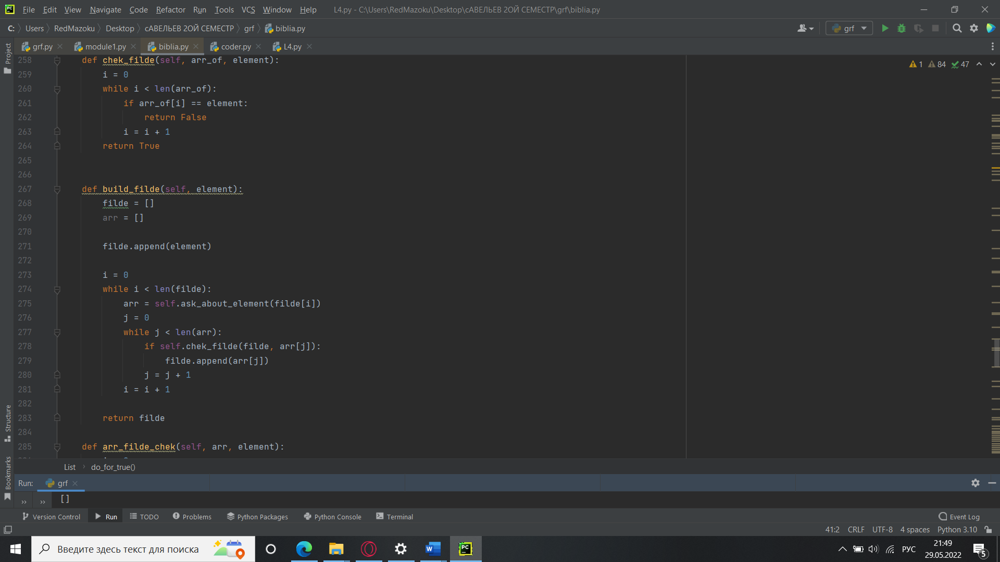 File Edit View Navigate Code Refactor Run Tools VCS Window Help L4.py - C:\Users\RedMazoku\Desktop\сАВЕЛЬЕВ 2ОЙ СЕМЕСТР\grf\biblia.py
C: Users RedMazoku Desktop сАВЕЛЬЕВ 2ОЙ СЕМЕСТР grf biblia.py grf
grf.py module1.py biblia.py coder.py L4.py
Project
1 84 47
258 def chek_filde(self, arr_of, element):
259 i = 0
260 while i < len(arr_of):
261 if arr_of[i] == element:
262 return False
263 i = i + 1
264 return True
265
266
267 def build_filde(self, element):
268 filde = []
269 arr = []
270
271 filde.append(element)
272
273 i = 0
274 while i < len(filde):
275 arr = self.ask_about_element(filde[i])
276 j = 0
277 while j < len(arr):
278 if self.chek_filde(filde, arr[j]):
279 filde.append(arr[j])
280 j = j + 1
281 i = i + 1
282
283 return filde
284
285 def arr_filde_chek(self, arr, element):
Structure
Bookmarks
List do_for_true()
Run: grf
[]
Version Control Run TODO Problems Python Packages Python Console Terminal Event Log
41:2 CRLF UTF-8 4 spaces Python 3.10
Введите здесь текст для поиска
РУС
21:49
29.05.2022
5